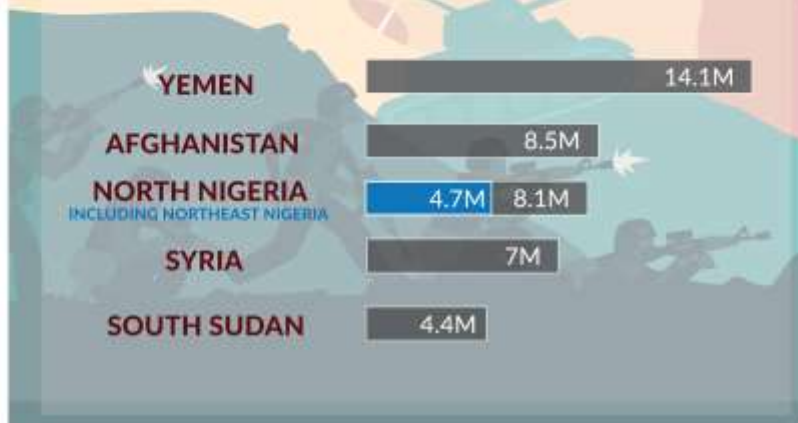 YEMEN 14.1M
AFGHANISTAN 8.5M
NORTH NIGERIA 4.7M 8.1M
INCLUDING NORTHEAST NIGERIA
SYRIA 7M
SOUTH SUDAN 4.4M